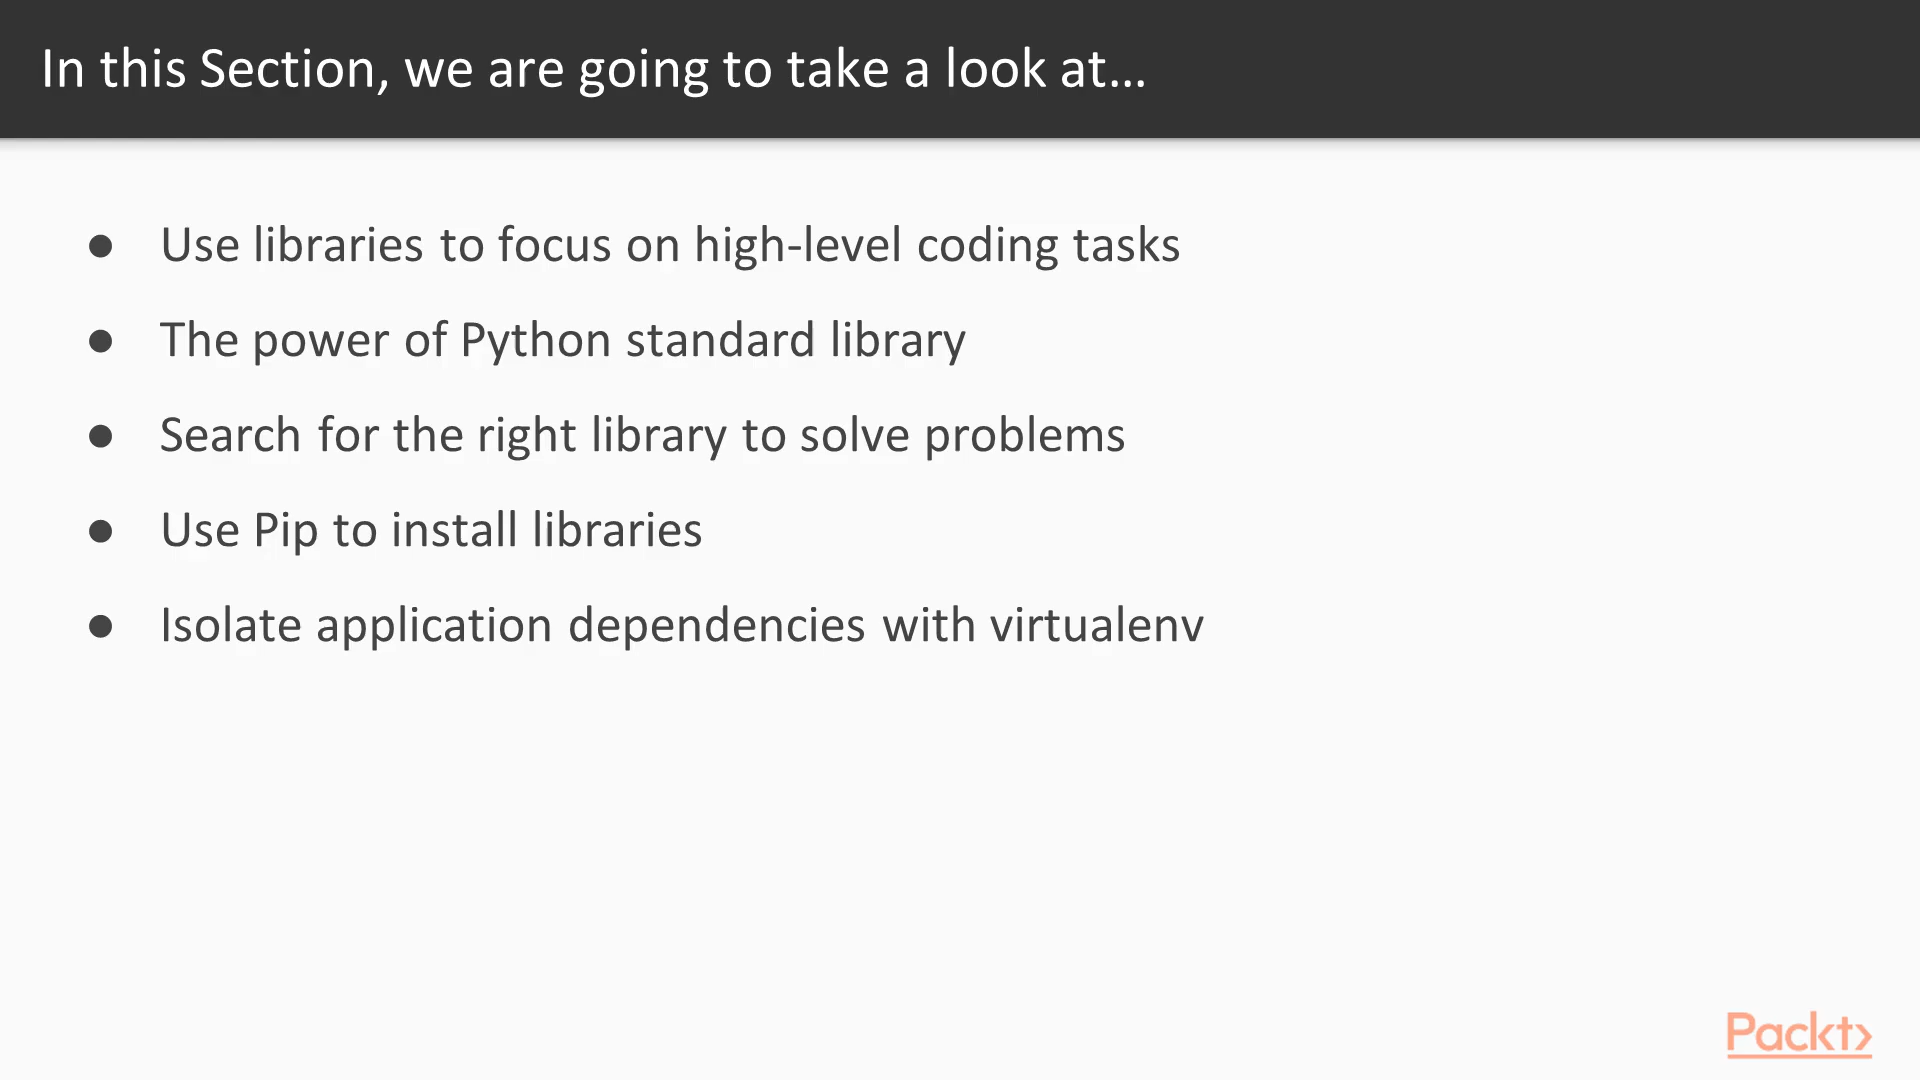 In this Section, we are going to take a look at…
● Use libraries to focus on high-level coding tasks
● The power of Python standard library
● Search for the right library to solve problems
● Use Pip to install libraries
● Isolate application dependencies with virtualenv
Packt>